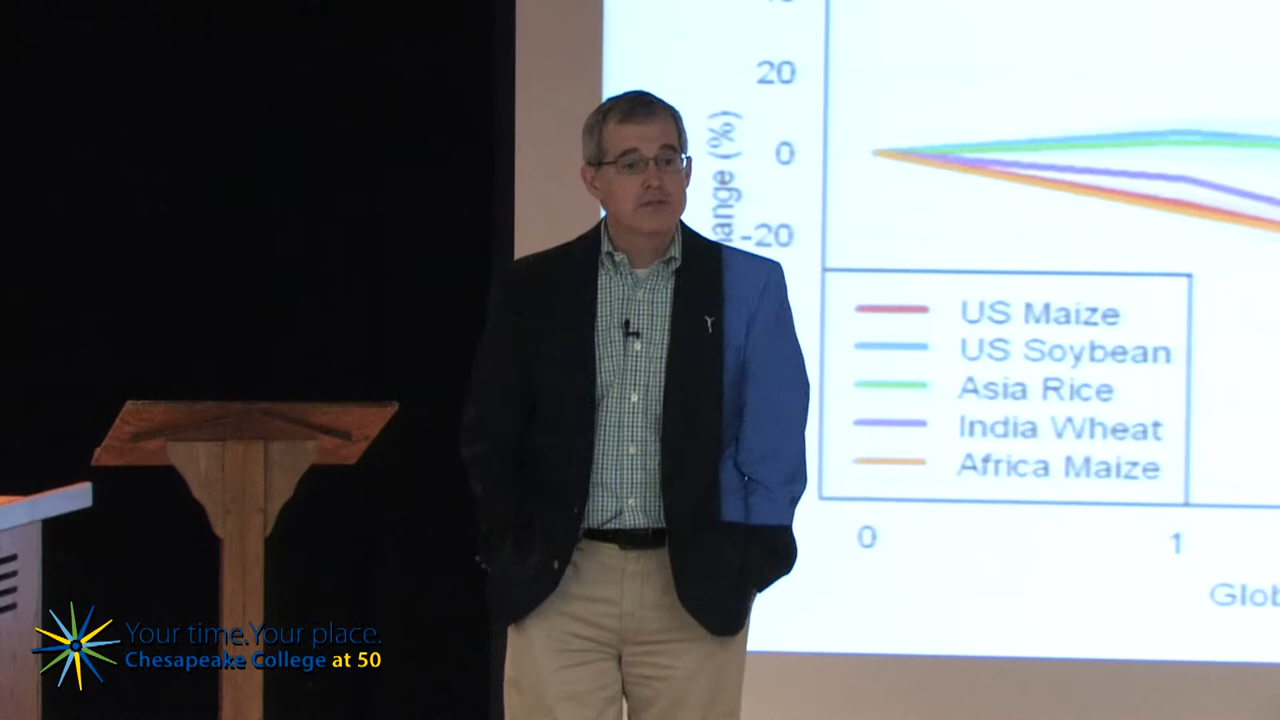 20
0
-20
ange (%)
US Maize
US Soybean
Asia Rice
India Wheat
Africa Maize
0
1
Glob
Your time.Your place.
Chesapeake College at 50